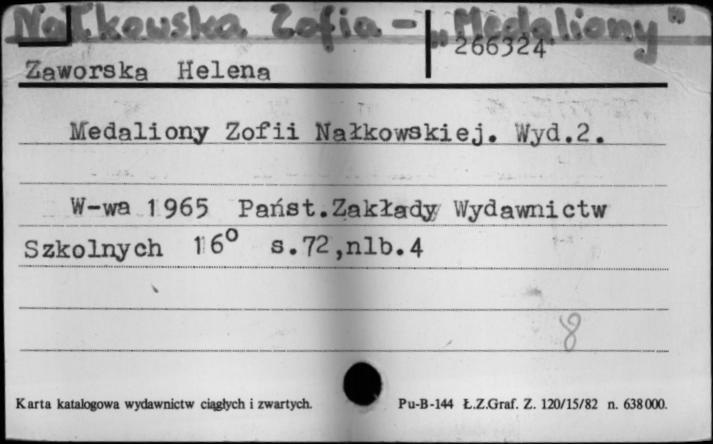 Nałkowska Zofia - „Medaliony"
266324
Zaworska Helena
Medaliony Zofii Nałkowskiej. Wyd.2.
W-wa 1965 Państ.Zakłady Wydawnictw
Szkolnych 16° s.72,nlb.4
8
Karta katalogowa wydawnictw ciągłych i zwartych. Pu-B-144 Ł.Z.Graf. Z. 120/15/82 n. 638000.